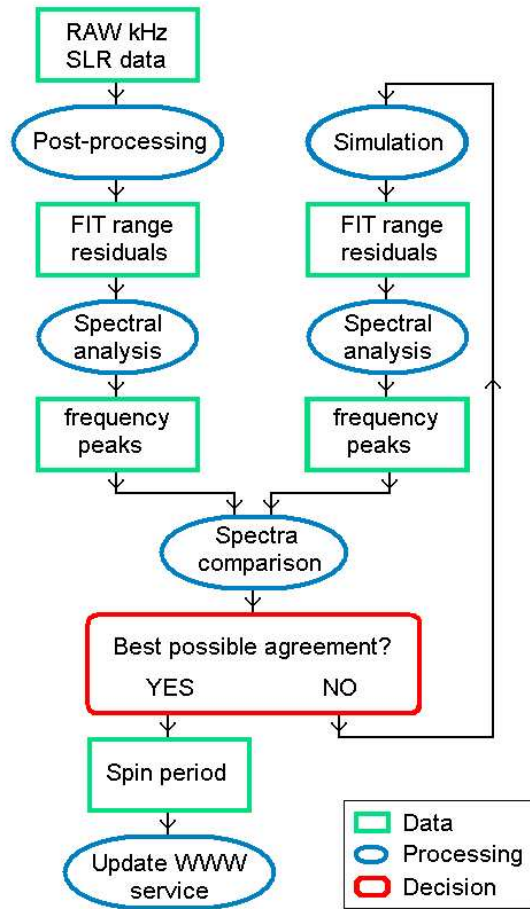 RAW kHz
SLR data
Post-processing
Simulation
FIT range
residuals
FIT range
residuals
Spectral
analysis
Spectral
analysis
frequency
peaks
frequency
peaks
Spectra
comparison
Best possible agreement?
YES NO
Spin period
Update WWW
service
Data
Processing
Decision